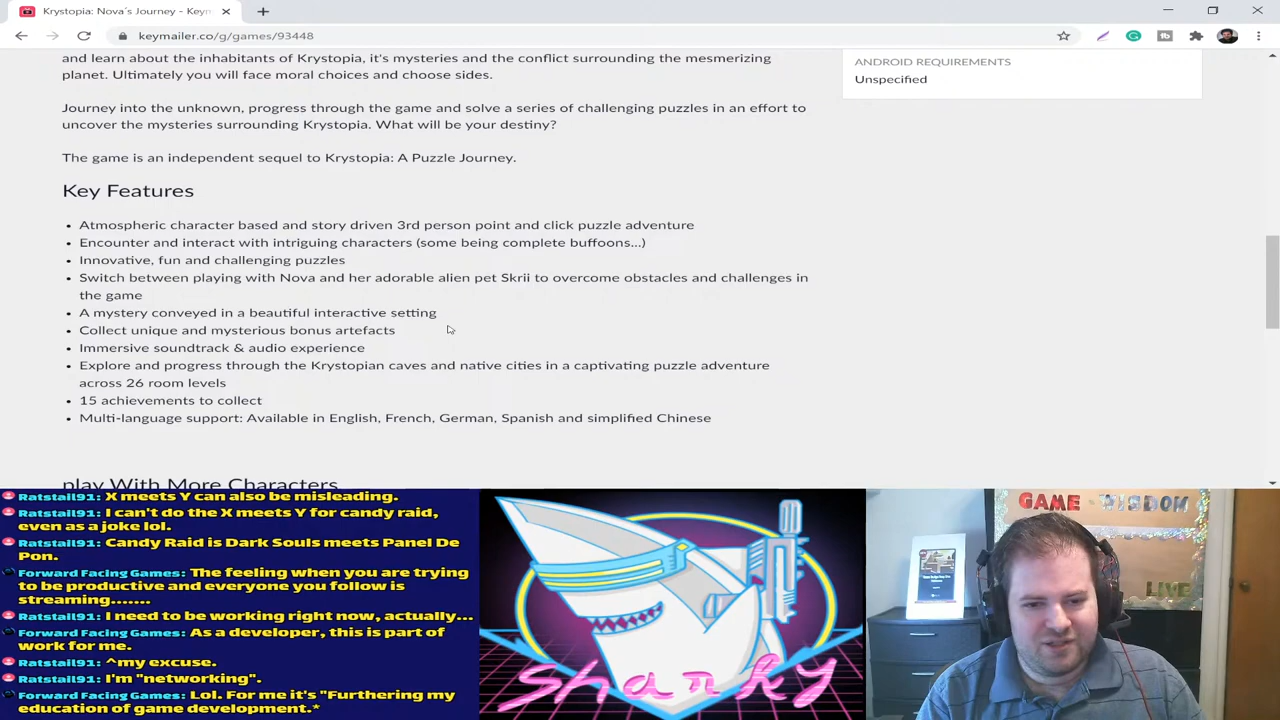 Krystopia: Nova´s Journey - Keym
keymailer.co/g/games/93448
and learn about the inhabitants of Krystopia, it's mysteries and the conflict surrounding the mesmerizing
planet. Ultimately you will face moral choices and choose sides.
ANDROID REQUIREMENTS
Unspecified
Journey into the unknown, progress through the game and solve a series of challenging puzzles in an effort to
uncover the mysteries surrounding Krystopia. What will be your destiny?
The game is an independent sequel to Krystopia: A Puzzle Journey.
Key Features
Atmospheric character based and story driven 3rd person point and click puzzle adventure
Encounter and interact with intriguing characters (some being complete buffoons...)
Innovative, fun and challenging puzzles
Switch between playing with Nova and her adorable alien pet Skrii to overcome obstacles and challenges in
the game
A mystery conveyed in a beautiful interactive setting
Collect unique and mysterious bonus artefacts
Immersive soundtrack & audio experience
Explore and progress through the Krystopian caves and native cities in a captivating puzzle adventure
across 26 room levels
15 achievements to collect
Multi-language support: Available in English, French, German, Spanish and simplified Chinese
play With More Characters
Ratstail91: X meets Y can also be misleading.
Ratstail91: I can't do the X meets Y for candy raid,
even as a joke lol.
Ratstail91: Candy Raid is Dark Souls meets Panel De
Pon.
Forward Facing Games: The feeling when you are trying
to be productive and everyone you follow is
streaming.......
Ratstail91: I need to be working right now, actually...
Forward Facing Games: As a developer, this is part of
work for me.
Ratstail91: ^my excuse.
Ratstail91: I'm "networking".
Forward Facing Games: Lol. For me it's "Furthering my
education of game development.*
sharky
GAME WISDOM
LIVE